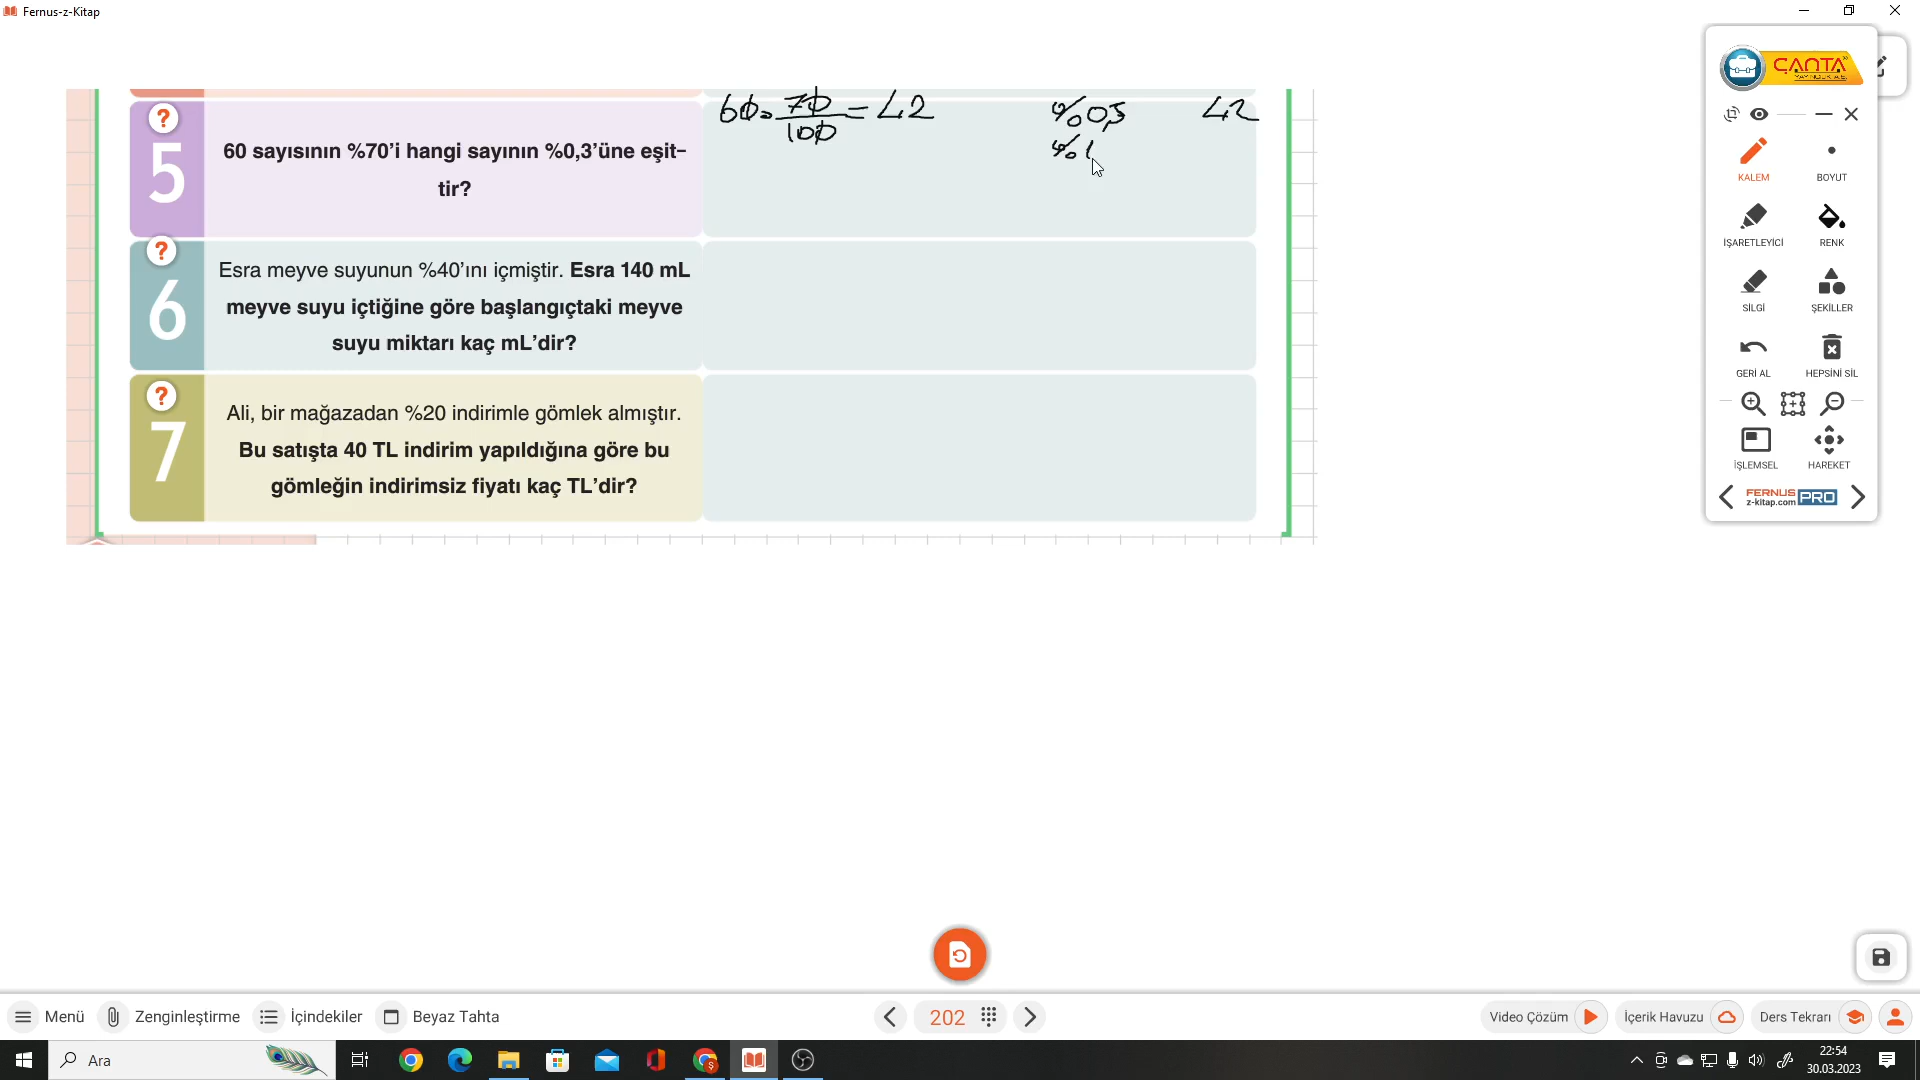 Fernus-z-Kitap
ÇANTA
YAYINCILIK A.Ş.
KALEM
BOYUT
İŞARETLEYİCİ
RENK
SİLGİ
ŞEKİLLER
GERİ AL
HEPSİNİ SİL
İŞLEMSEL
HAREKET
FERNUS
z-kitap.com
PRO
?
5
60 sayısının %70’i hangi sayının %0,3’üne eşit-
tir?
60. 70/100 = 42
%0,3 42
%1
?
6
Esra meyve suyunun %40’ını içmiştir. Esra 140 mL
meyve suyu içtiğine göre başlangıçtaki meyve
suyu miktarı kaç mL’dir?
?
7
Ali, bir mağazadan %20 indirimle gömlek almıştır.
Bu satışta 40 TL indirim yapıldığına göre bu
gömleğin indirimsiz fiyatı kaç TL’dir?
Menü
Zenginleştirme
İçindekiler
Beyaz Tahta
202
Video Çözüm
İçerik Havuzu
Ders Tekrarı
Ara
22:54
30.03.2023